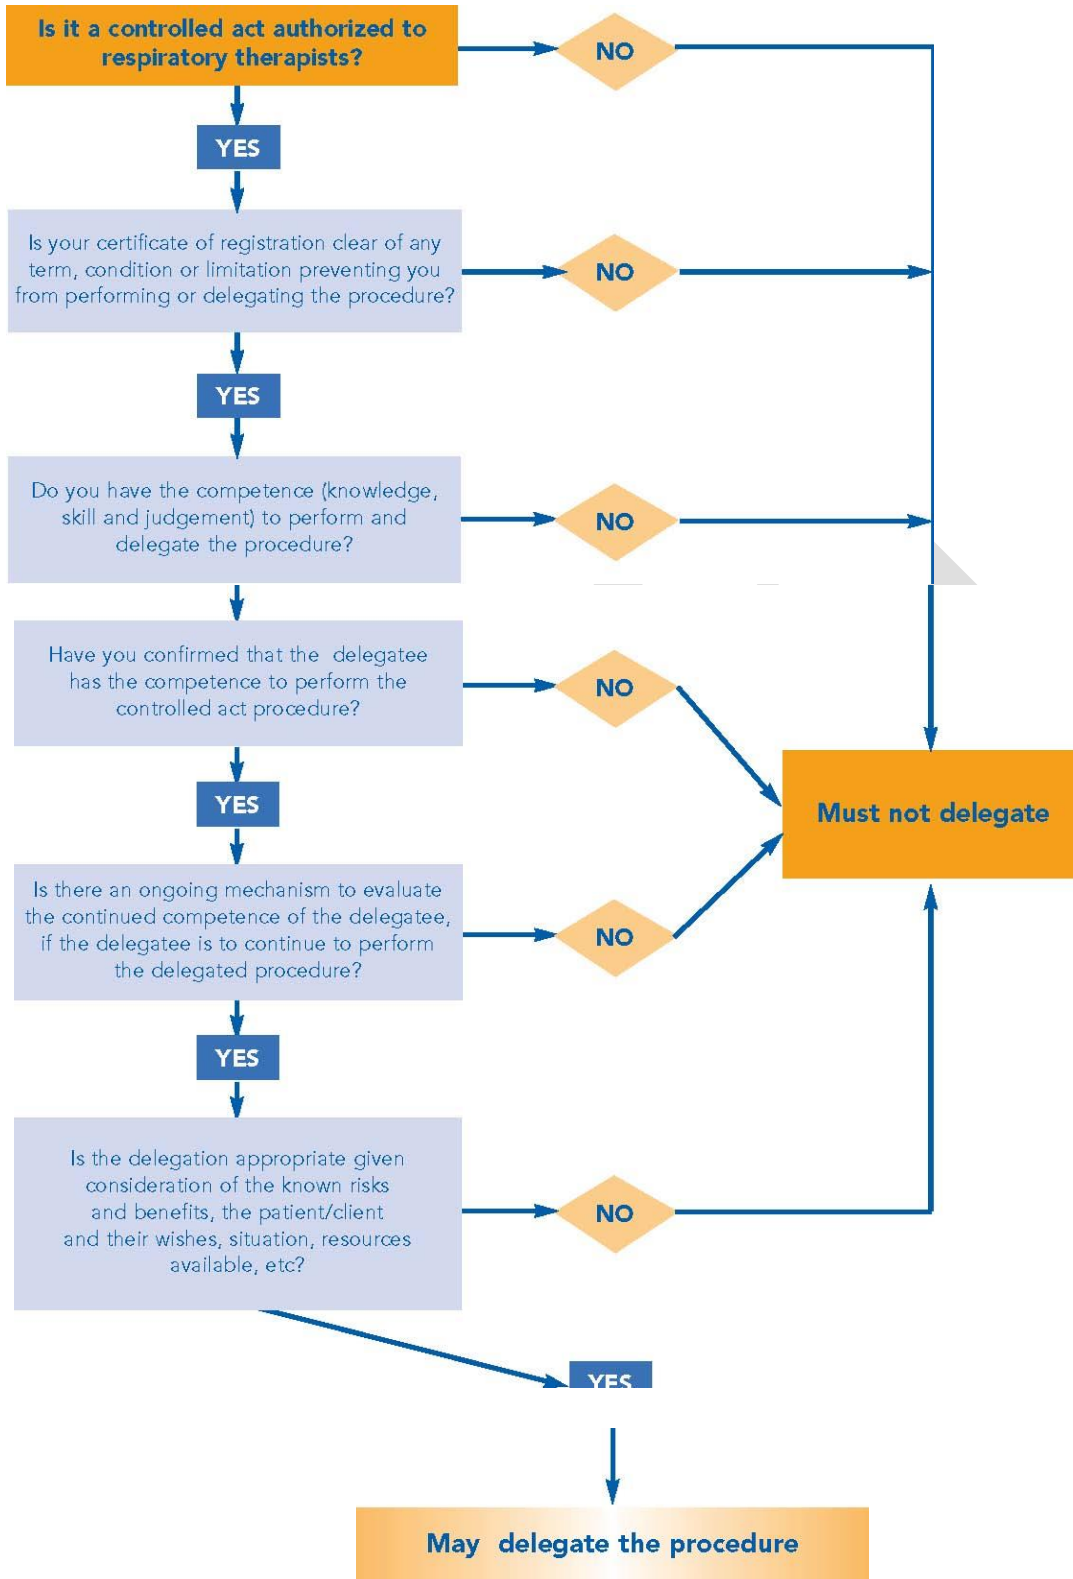 Is it a controlled act authorized to
respiratory therapists?
NO
YES
Is your certificate of registration clear of any
term, condition or limitation preventing you
from performing or delegating the procedure?
NO
YES
Do you have the competence (knowledge,
skill and judgement) to perform and
delegate the procedure?
NO
Have you confirmed that the delegatee
has the competence to perform the
controlled act procedure?
NO
YES
Must not delegate
Is there an ongoing mechanism to evaluate
the continued competence of the delegatee,
if the delegatee is to continue to perform
the delegated procedure?
NO
YES
Is the delegation appropriate given
consideration of the known risks
and benefits, the patient/client
and their wishes, situation, resources
available, etc?
NO
YES
May delegate the procedure